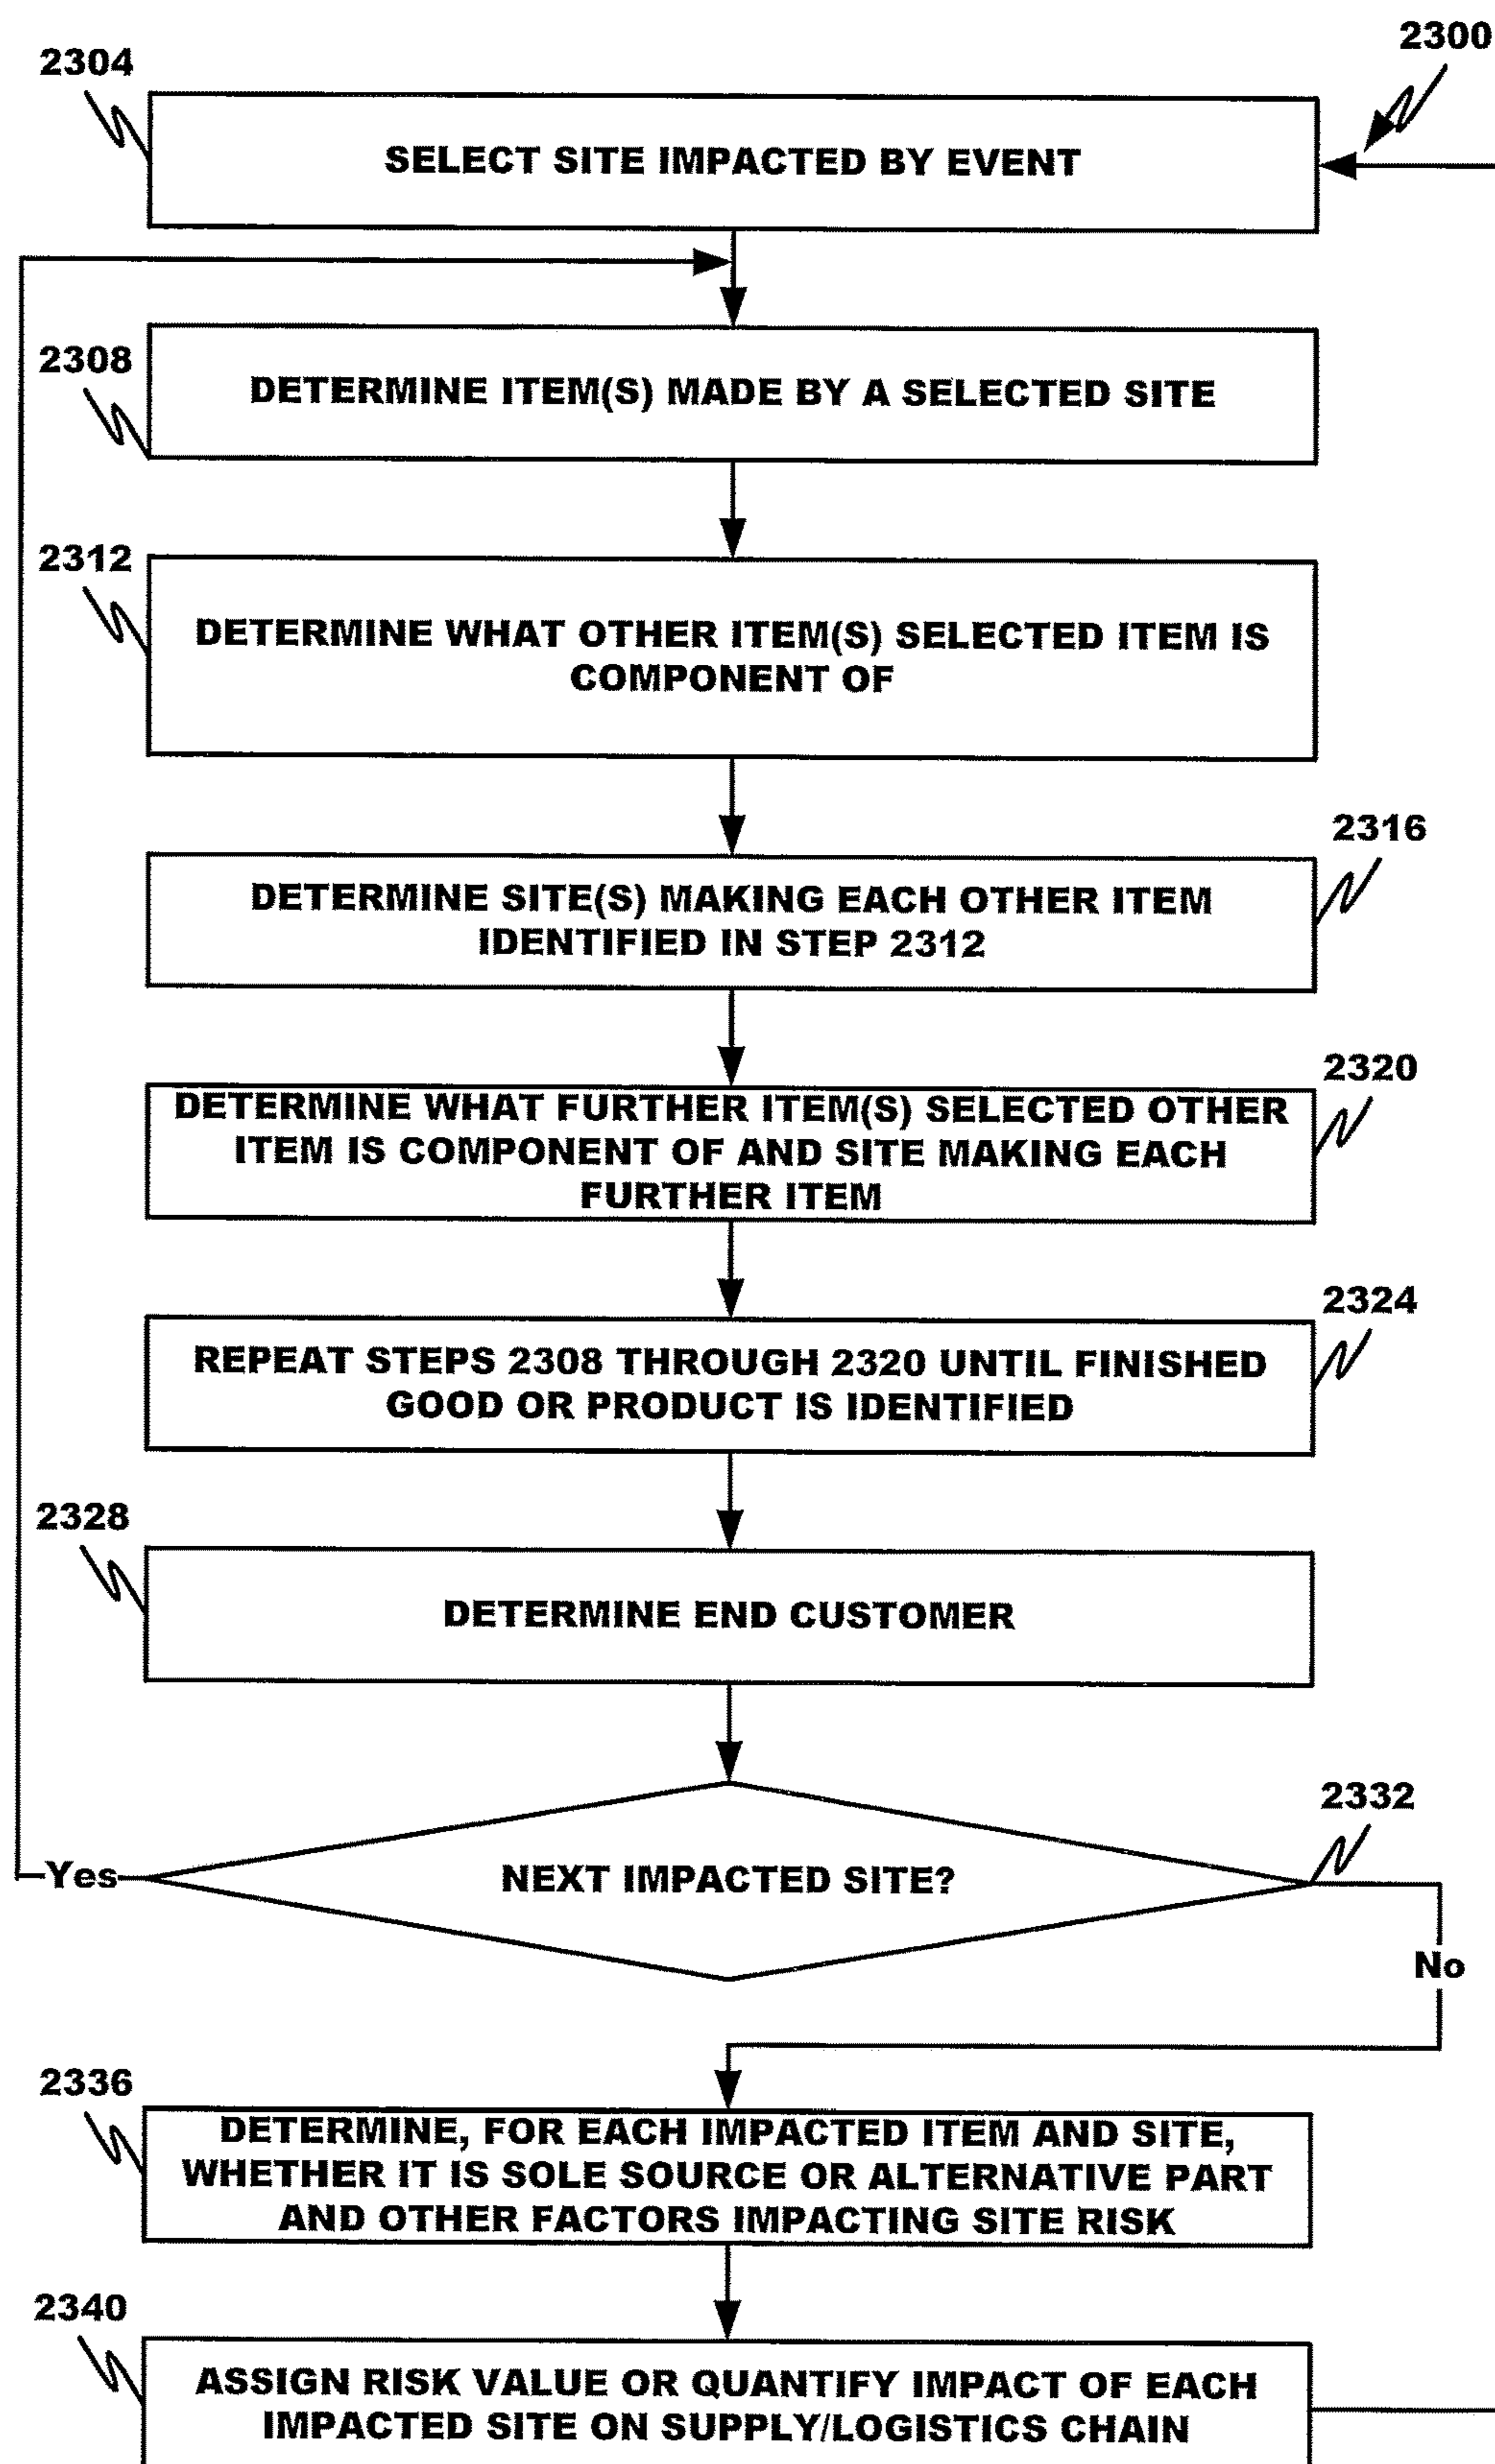 2300
2304
SELECT SITE IMPACTED BY EVENT
2308
DETERMINE ITEM(S) MADE BY A SELECTED SITE
2312
DETERMINE WHAT OTHER ITEM(S) SELECTED ITEM IS
COMPONENT OF
2316
DETERMINE SITE(S) MAKING EACH OTHER ITEM
IDENTIFIED IN STEP 2312
2320
DETERMINE WHAT FURTHER ITEM(S) SELECTED OTHER
ITEM IS COMPONENT OF AND SITE MAKING EACH
FURTHER ITEM
2324
REPEAT STEPS 2308 THROUGH 2320 UNTIL FINISHED
GOOD OR PRODUCT IS IDENTIFIED
2328
DETERMINE END CUSTOMER
2332
NEXT IMPACTED SITE?
Yes
No
2336
DETERMINE, FOR EACH IMPACTED ITEM AND SITE,
WHETHER IT IS SOLE SOURCE OR ALTERNATIVE PART
AND OTHER FACTORS IMPACTING SITE RISK
2340
ASSIGN RISK VALUE OR QUANTIFY IMPACT OF EACH
IMPACTED SITE ON SUPPLY/LOGISTICS CHAIN